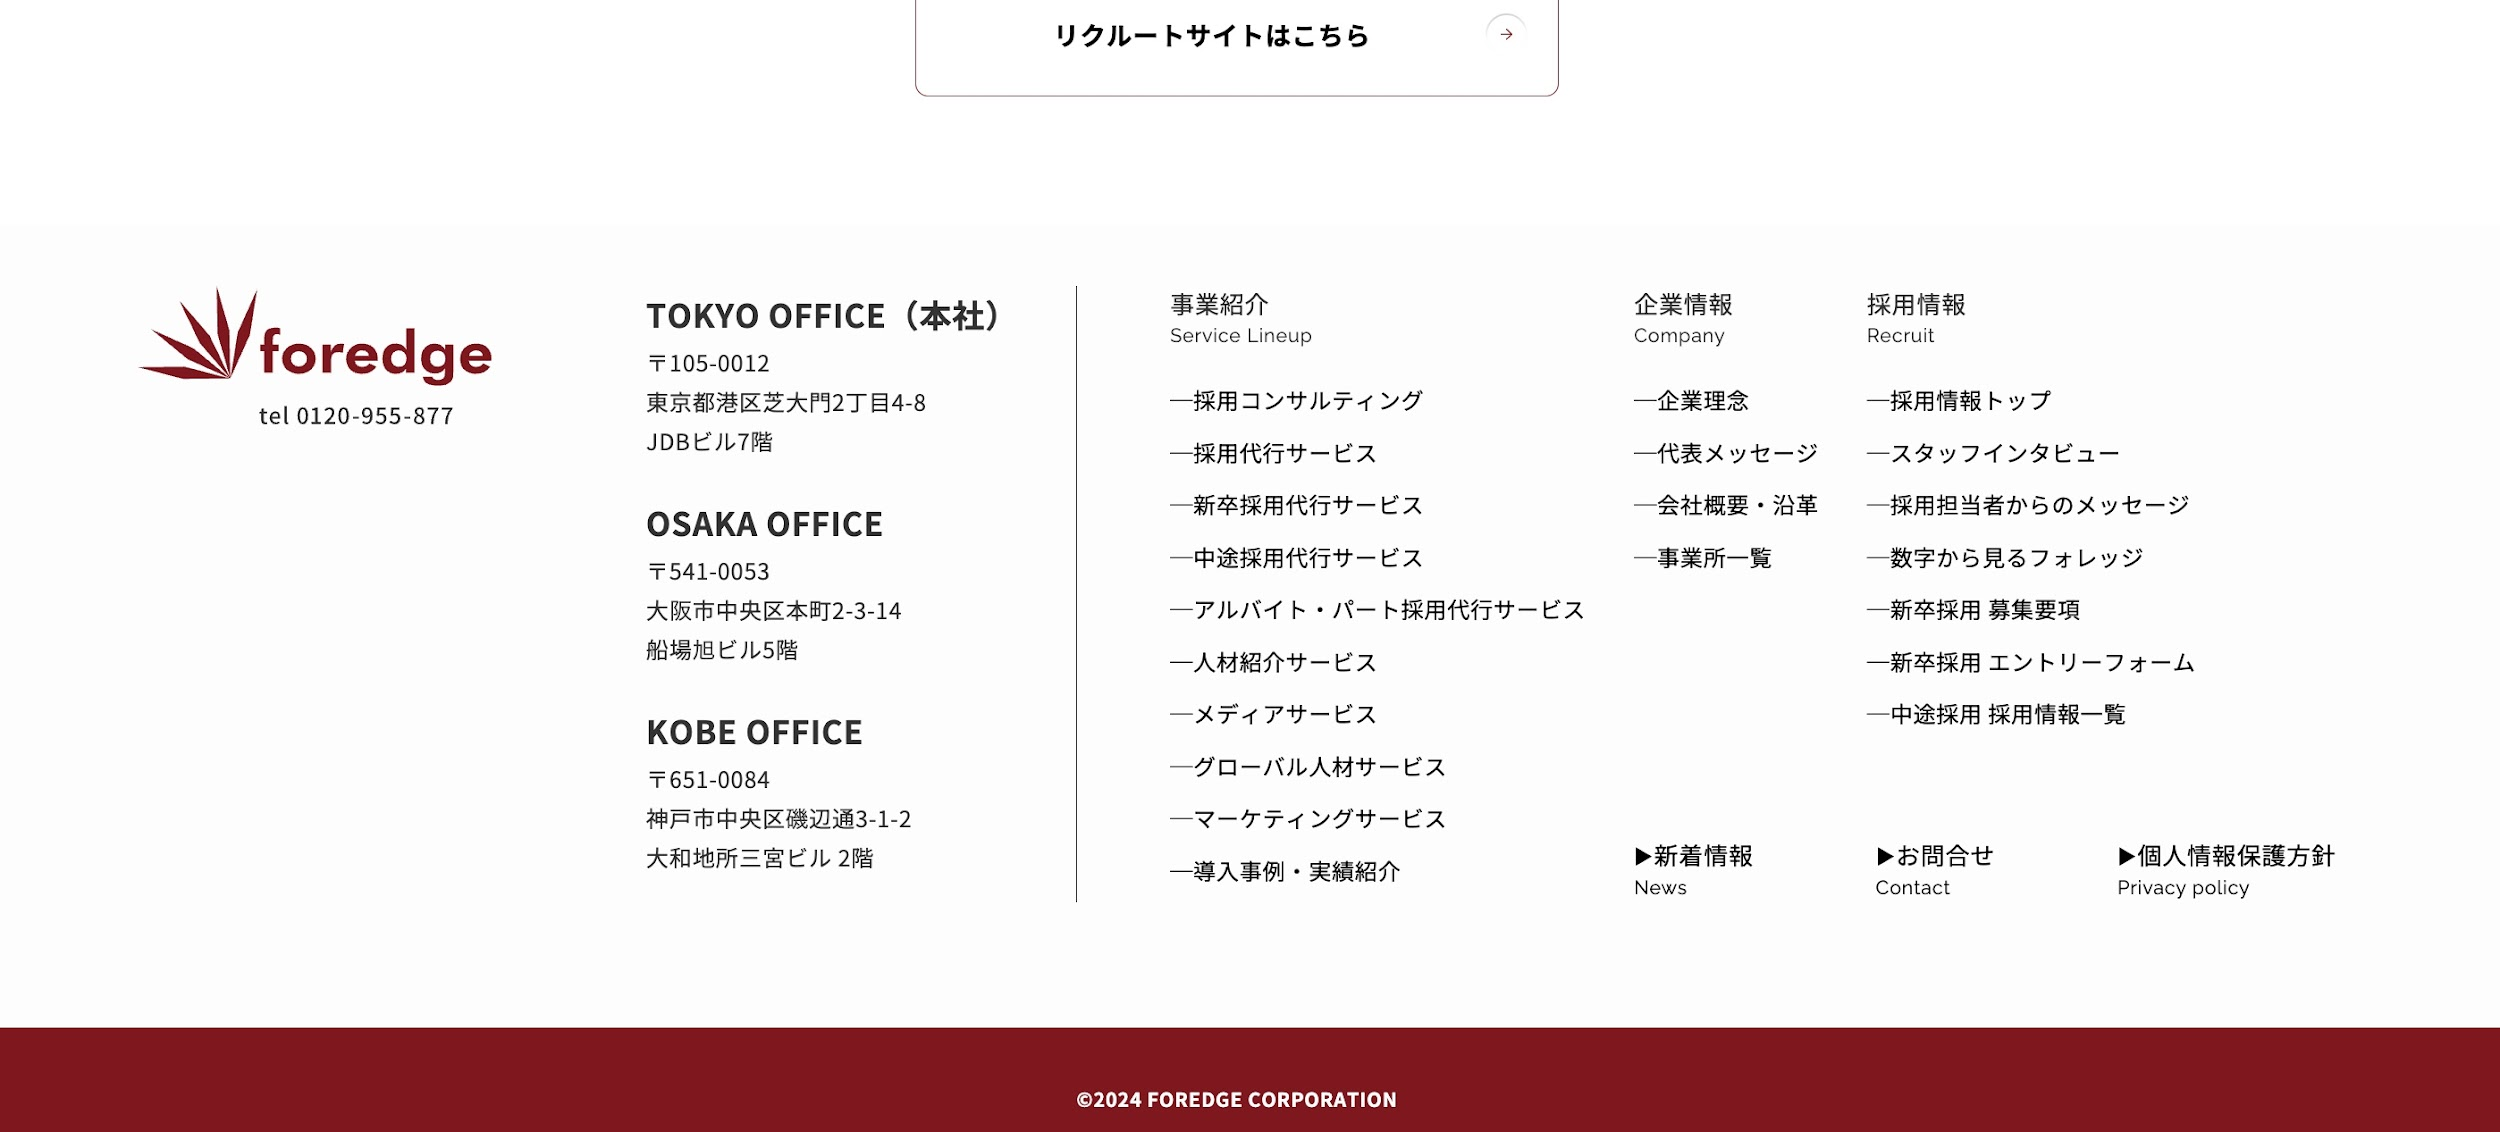 リクルートサイトはこちら
foredge
tel 0120-955-877
TOKYO OFFICE（本社）
〒105-0012
東京都港区芝大門2丁目4-8
JDBビル7階
OSAKA OFFICE
〒541-0053
大阪市中央区本町2-3-14
船場旭ビル5階
KOBE OFFICE
〒651-0084
神戸市中央区磯辺通3-1-2
大和地所三宮ビル 2階
事業紹介
Service Lineup
―採用コンサルティング
―採用代行サービス
―新卒採用代行サービス
―中途採用代行サービス
―アルバイト・パート採用代行サービス
―人材紹介サービス
―メディアサービス
―グローバル人材サービス
―マーケティングサービス
―導入事例・実績紹介
企業情報
Company
―企業理念
―代表メッセージ
―会社概要・沿革
―事業所一覧
採用情報
Recruit
―採用情報トップ
―スタッフインタビュー
―採用担当者からのメッセージ
―数字から見るフォレッジ
―新卒採用 募集要項
―新卒採用 エントリーフォーム
―中途採用 採用情報一覧
▶新着情報
News
▶お問合せ
Contact
▶個人情報保護方針
Privacy policy
©2024 FOREDGE CORPORATION